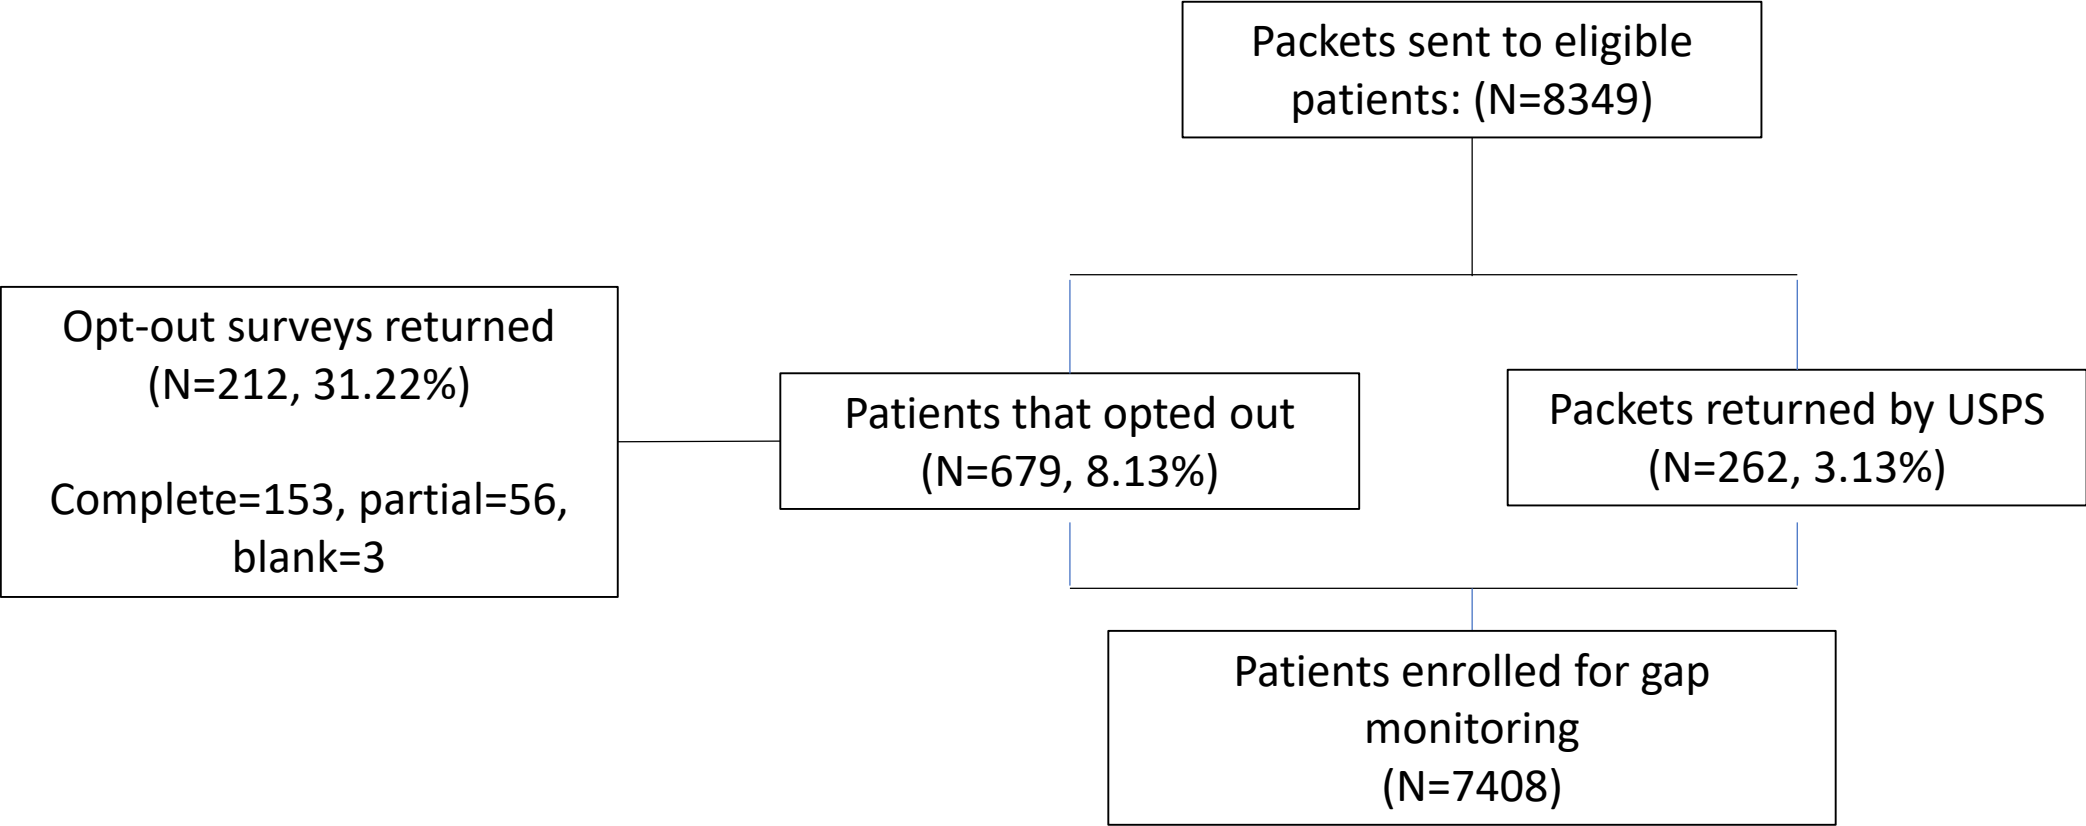 Packets sent to eligible
patients: (N=8349)
Opt-out surveys returned
(N=212, 31.22%)
Complete=153, partial=56,
blank=3
Patients that opted out
(N=679, 8.13%)
Packets returned by USPS
(N=262, 3.13%)
Patients enrolled for gap
monitoring
(N=7408)